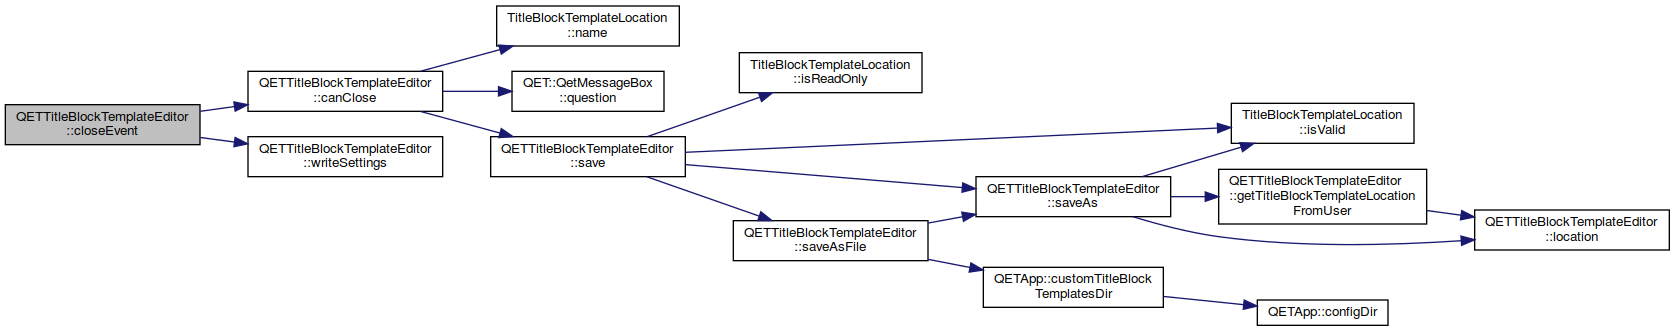 QETTitleBlockTemplateEditor
::closeEvent
QETTitleBlockTemplateEditor
::canClose
QETTitleBlockTemplateEditor
::writeSettings
TitleBlockTemplateLocation
::name
QET::QetMessageBox
::question
QETTitleBlockTemplateEditor
::save
TitleBlockTemplateLocation
::isReadOnly
QETTitleBlockTemplateEditor
::saveAsFile
QETTitleBlockTemplateEditor
::saveAs
QETApp::customTitleBlock
TemplatesDir
TitleBlockTemplateLocation
::isValid
QETTitleBlockTemplateEditor
::getTitleBlockTemplateLocation
FromUser
QETApp::configDir
QETTitleBlockTemplateEditor
::location